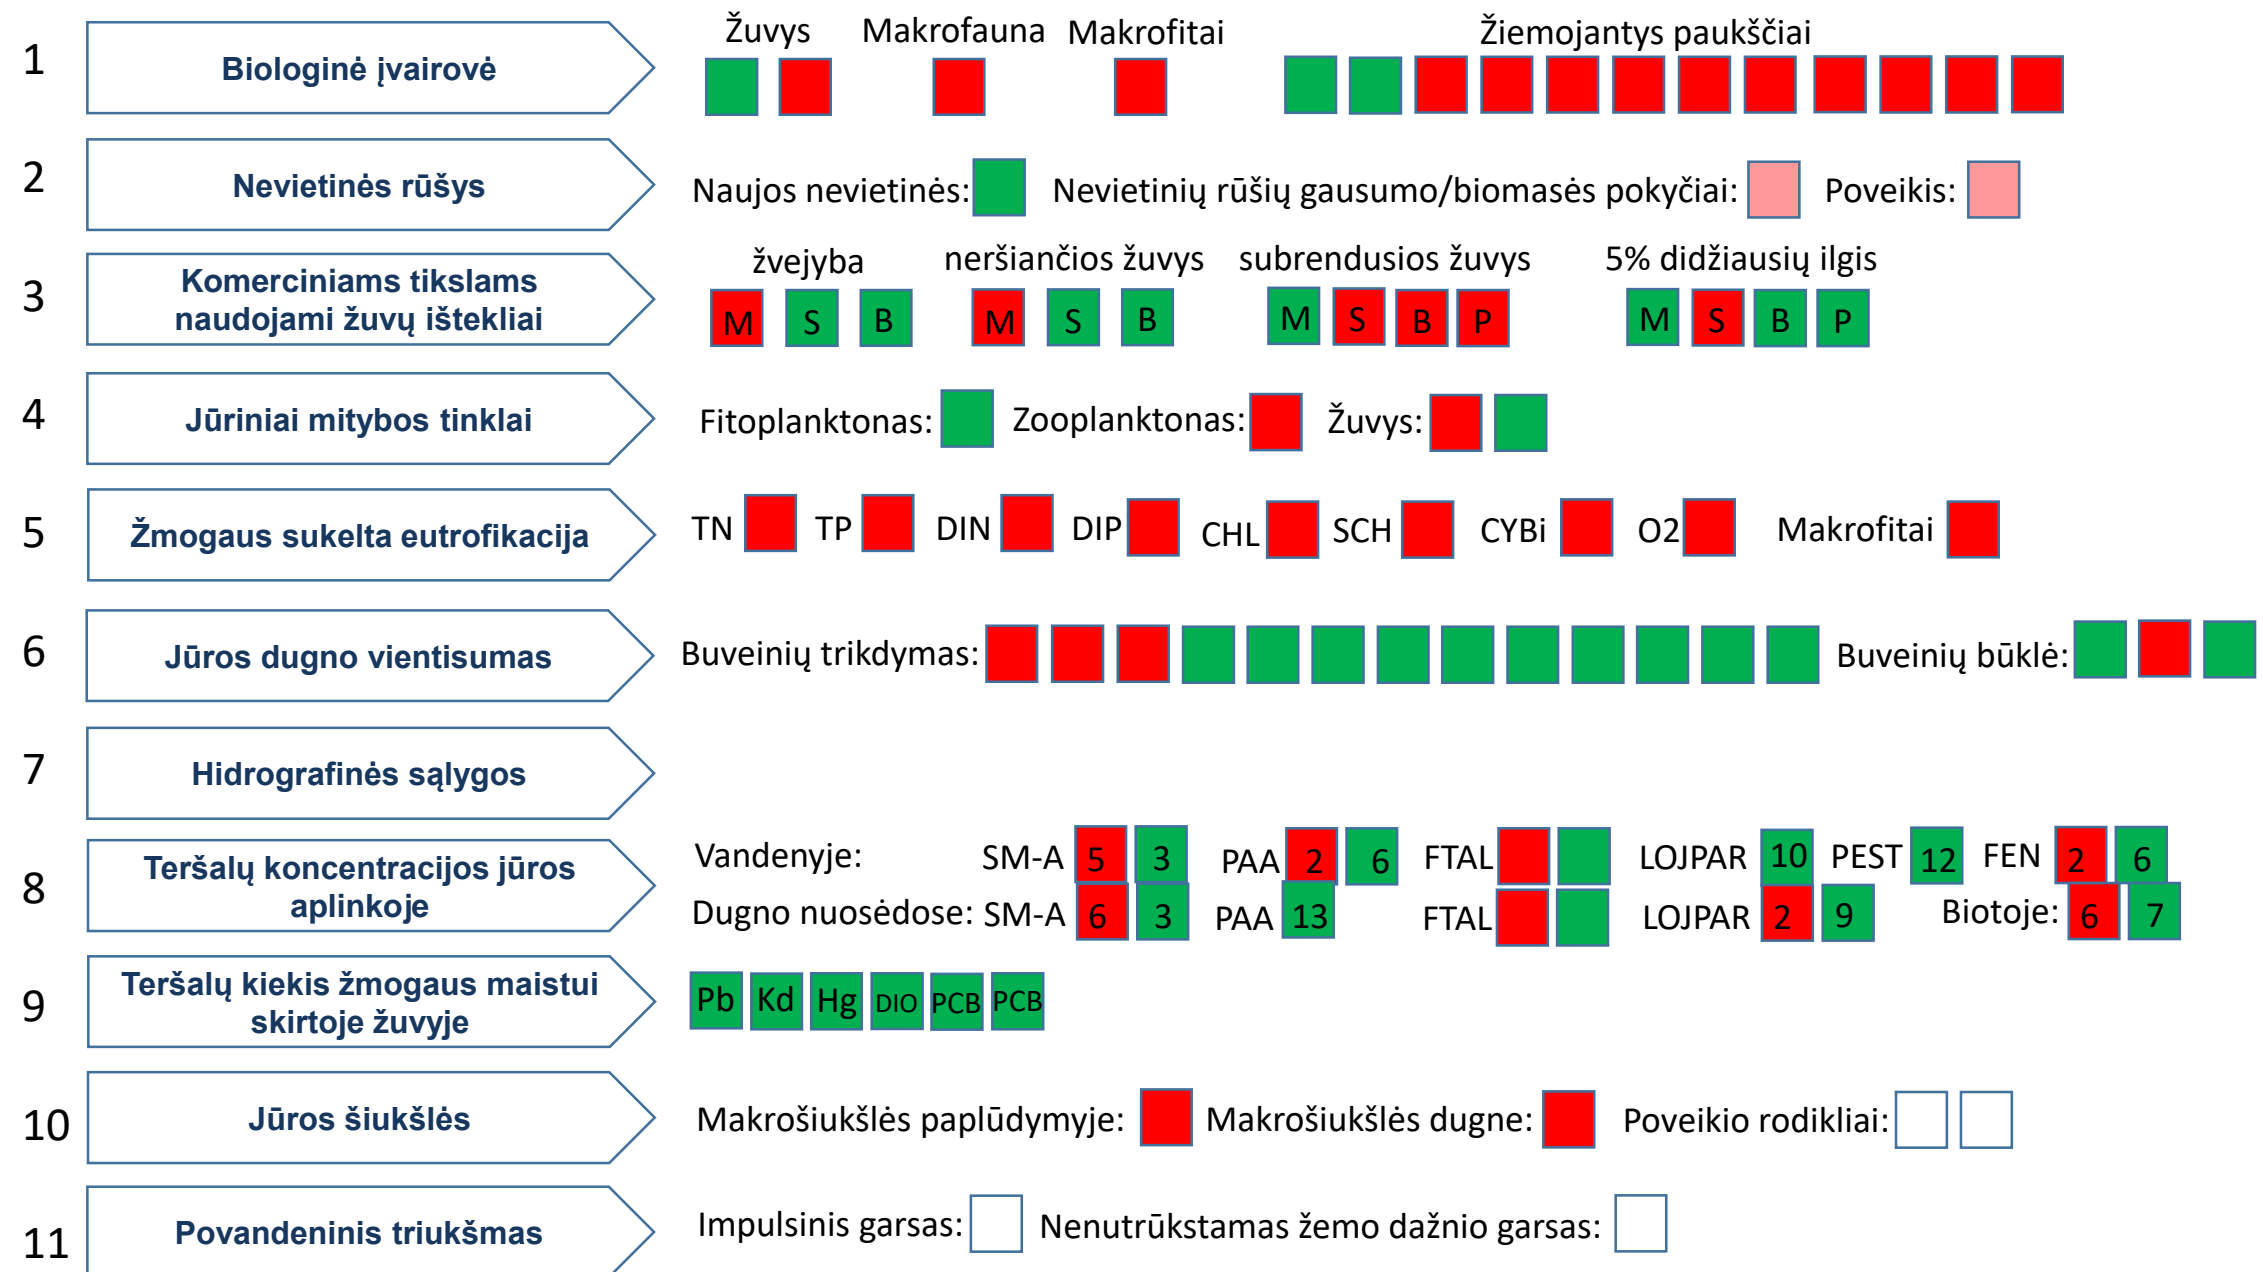 Žuvys Makrofauna Makrofitai Žiemojantys paukščiai
1 Biologinė įvairovė
2 Nevietinės rūšys Naujos nevietinės: Nevietinių rūšių gausumo/biomasės pokyčiai: Poveikis:
žvejyba neršiančios žuvys subrendusios žuvys 5% didžiausių ilgis
3 Komerciniams tikslams
naudojami žuvų ištekliai
M S B M S B M S B P M S B P
4 Jūriniai mitybos tinklai Fitoplanktonas: Zooplanktonas: Žuvys:
5 Žmogaus sukelta eutrofikacija TN TP DIN DIP CHL SCH CYBi O2 Makrofitai
6 Jūros dugno vientisumas Buveinių trikdymas: Buveinių būklė:
7 Hidrografinės sąlygos
8 Teršalų koncentracijos jūros
aplinkoje
Vandenyje: SM-A 5 3 PAA 2 6 FTAL LOJPAR 10 PEST 12 FEN 2 6
Dugno nuosėdose: SM-A 6 3 PAA 13 FTAL LOJPAR 2 9 Biotoje: 6 7
9 Teršalų kiekis žmogaus maistui
skirtoje žuvyje
Pb Kd Hg DIO PCB PCB
10 Jūros šiukšlės Makrošiukšlės paplūdymyje: Makrošiukšlės dugne: Poveikio rodikliai:
11 Povandeninis triukšmas Impulsinis garsas: Nenutrūkstamas žemo dažnio garsas: